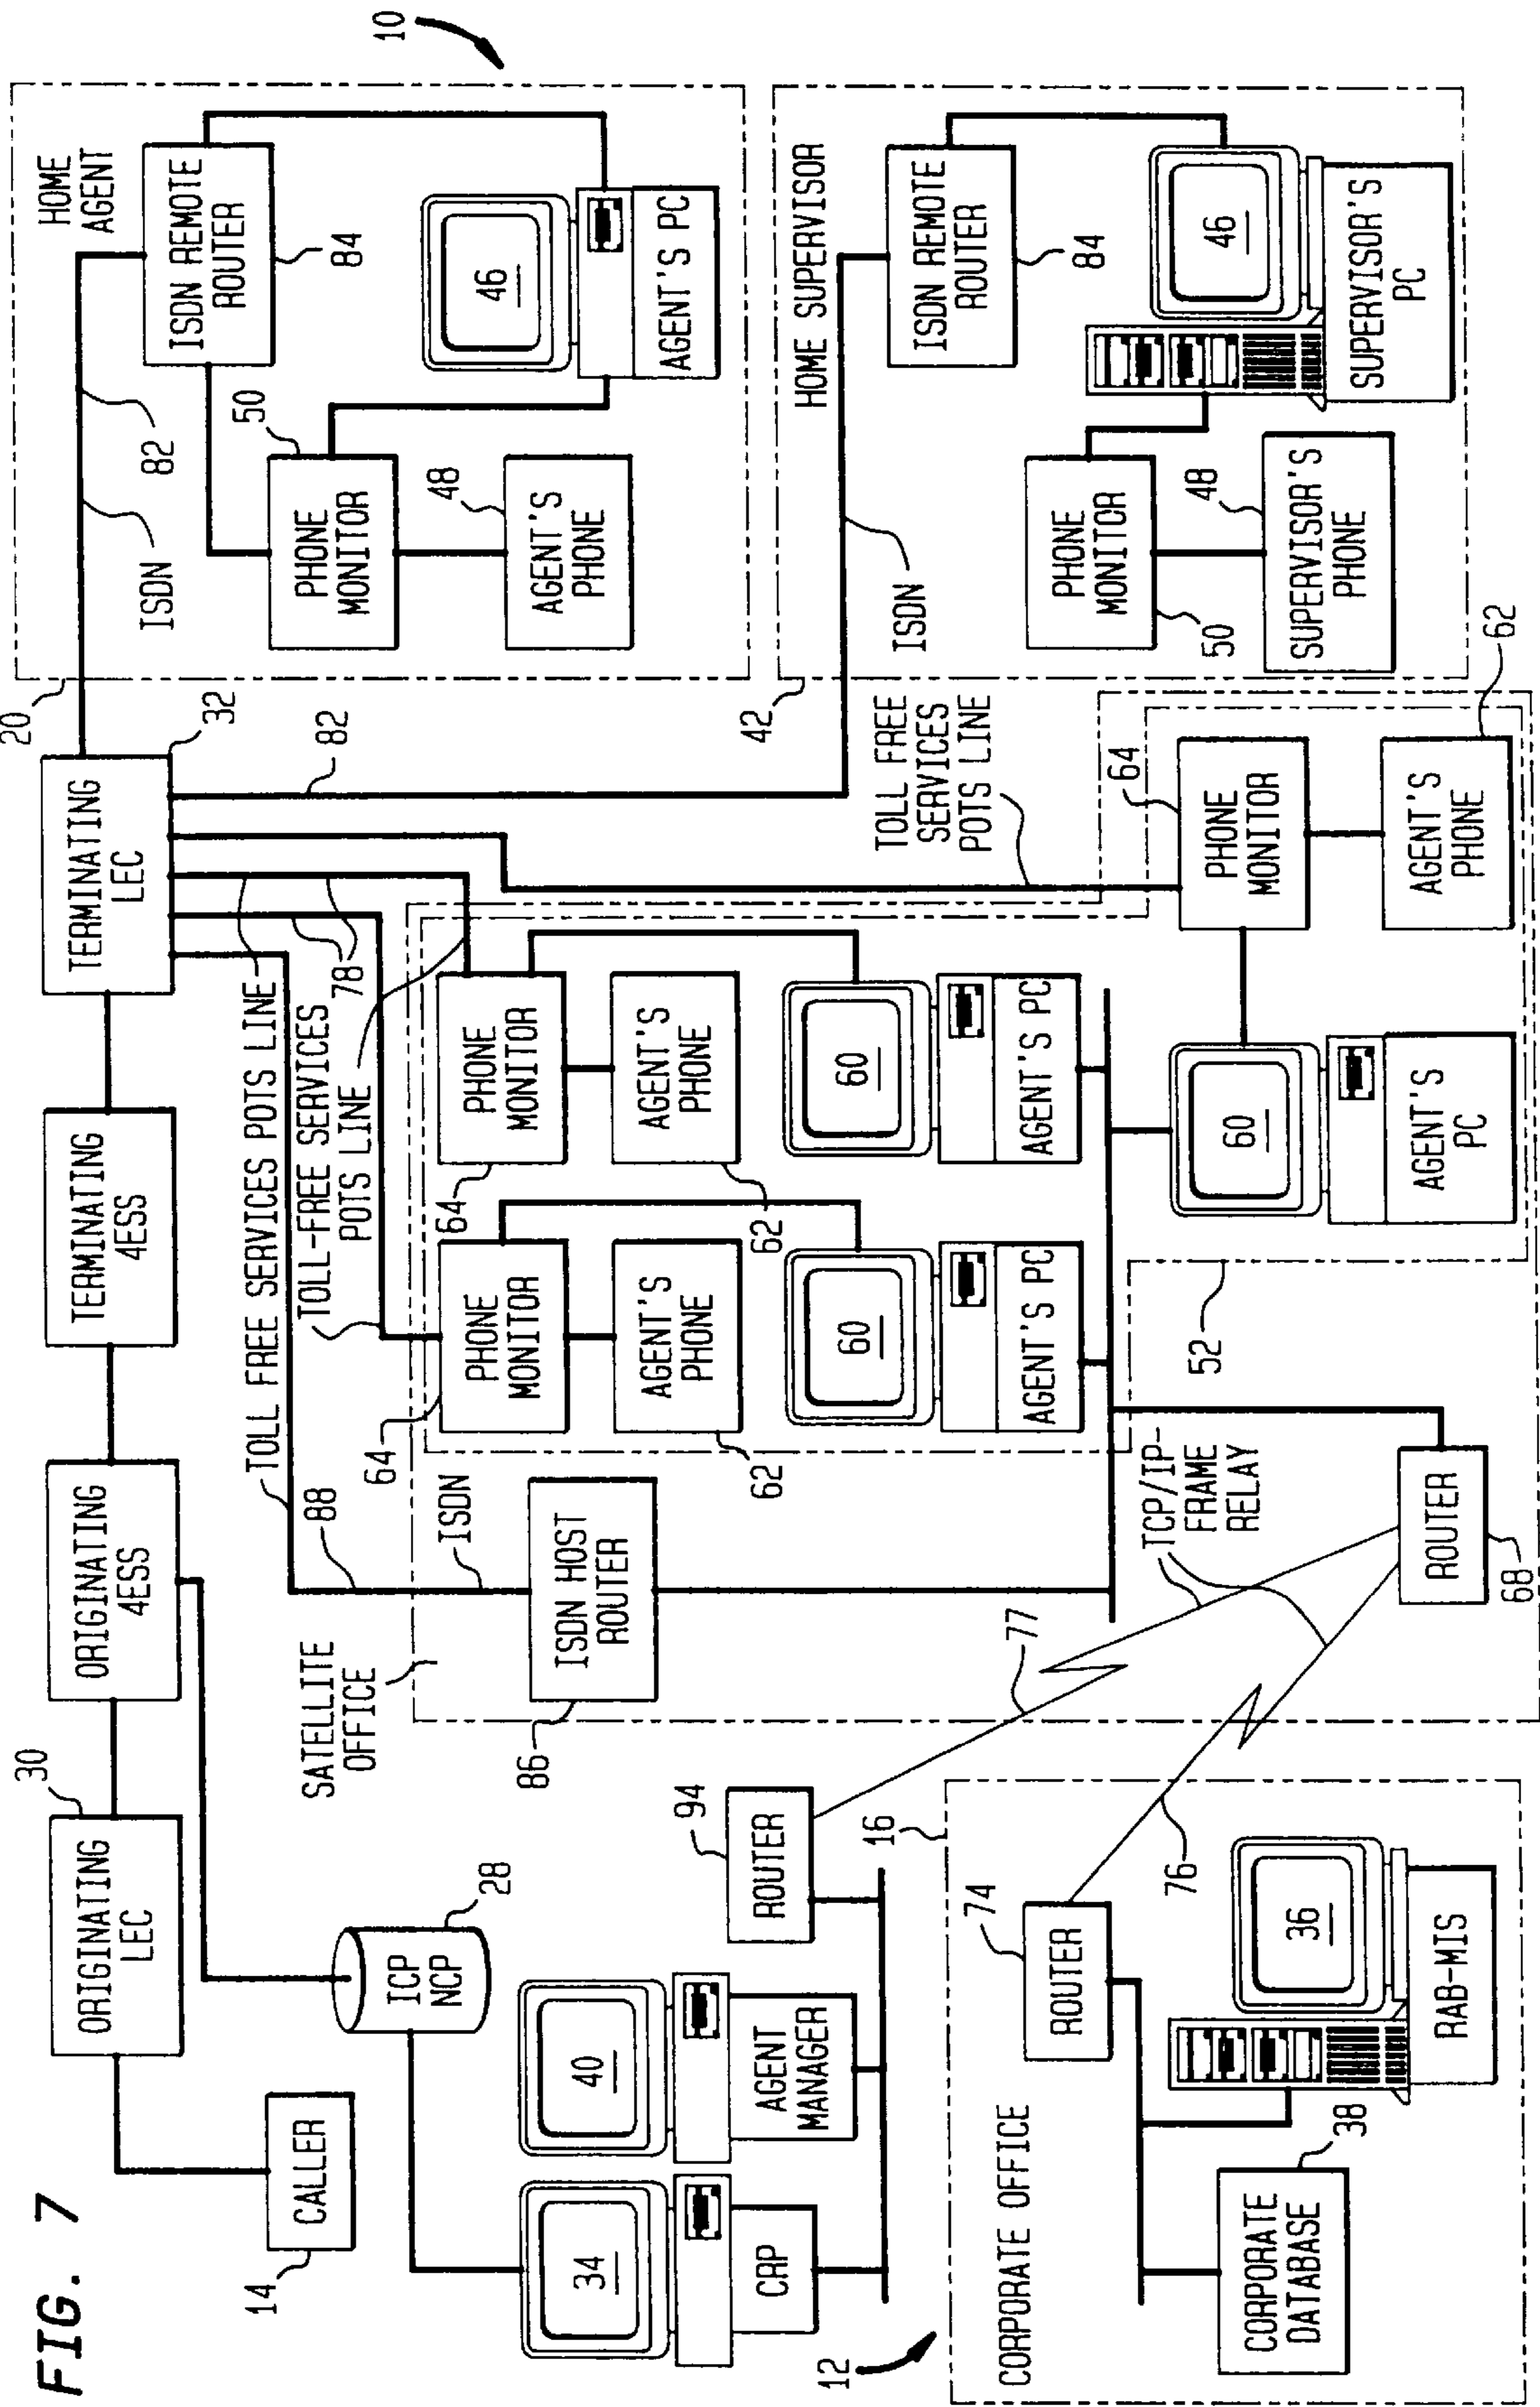 FIG. 7
14
CALLER
30
ORIGINATING
LEC
ORIGINATING
4ESS
TERMINATING
4ESS
TERMINATING
LEC
32
20
HOME
AGENT
ISDN
82
ISDN REMOTE
ROUTER
84
50
PHONE
MONITOR
48
AGENT'S
PHONE
46
AGENT'S PC
10
HOME SUPERVISOR
42
82
ISDN
ISDN REMOTE
ROUTER
84
PHONE
MONITOR
50
48
SUPERVISOR'S
PHONE
46
SUPERVISOR'S
PC
28
ICP
NCP
34
CRP
40
AGENT
MANAGER
94
ROUTER
12
TOLL FREE SERVICES POTS LINE
TOLL-FREE SERVICES
POTS LINE
78
TOLL FREE
SERVICES
POTS LINE
88
ISDN
SATELLITE
OFFICE
86
ISDN HOST
ROUTER
64
PHONE
MONITOR
62
AGENT'S
PHONE
60
AGENT'S PC
64
PHONE
MONITOR
62
AGENT'S
PHONE
60
AGENT'S PC
64
PHONE
MONITOR
62
AGENT'S
PHONE
60
AGENT'S
PC
52
TCP/IP-
FRAME
RELAY
ROUTER
68
77
76
16
CORPORATE OFFICE
74
ROUTER
38
CORPORATE
DATABASE
36
RAB-MIS